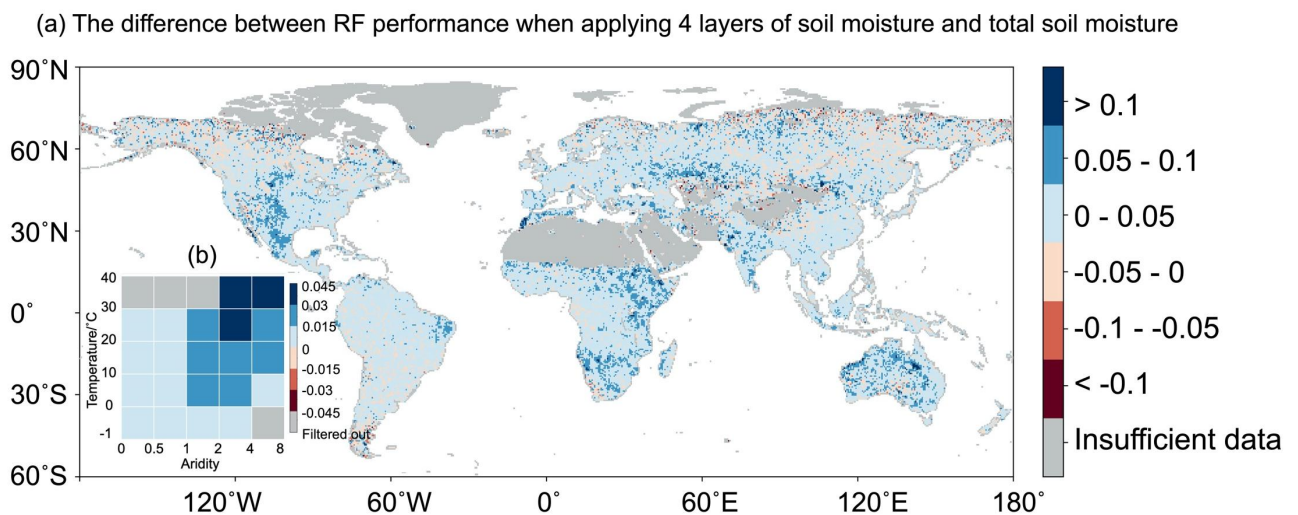 (a) The difference between RF performance when applying 4 layers of soil moisture and total soil moisture
90°N
60°N
30°N
0°
30°S
60°S
120°W
60°W
0°
60°E
120°E
180°
(b)
Temperature/°C
40
30
20
10
0
-1
0
0.5
1
2
4
8
Aridity
0.045
0.03
0.015
0
-0.015
-0.03
-0.045
Filtered out
> 0.1
0.05 - 0.1
0 - 0.05
-0.05 - 0
-0.1 - -0.05
< -0.1
Insufficient data